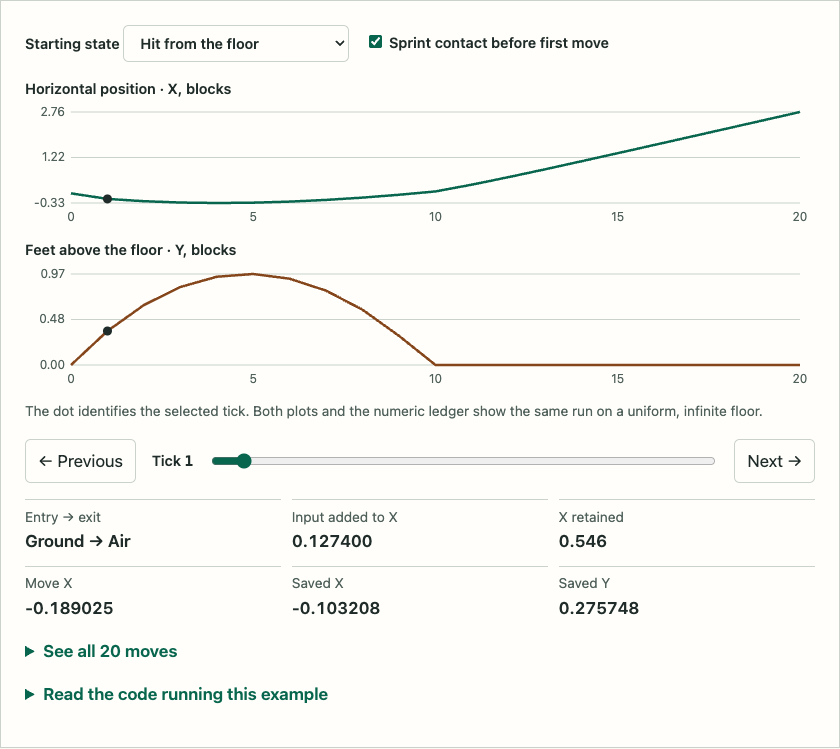 Starting state Hit from the floor Sprint contact before first move
Horizontal position · X, blocks
2.76
1.22
-0.33
0 5 10 15 20
Feet above the floor · Y, blocks
0.97
0.48
0.00
0 5 10 15 20
The dot identifies the selected tick. Both plots and the numeric ledger show the same run on a uniform, infinite floor.
← Previous Tick 1 Next →
Entry → exit Input added to X X retained
Ground → Air 0.127400 0.546
Move X Saved X Saved Y
-0.189025 -0.103208 0.275748
See all 20 moves
Read the code running this example